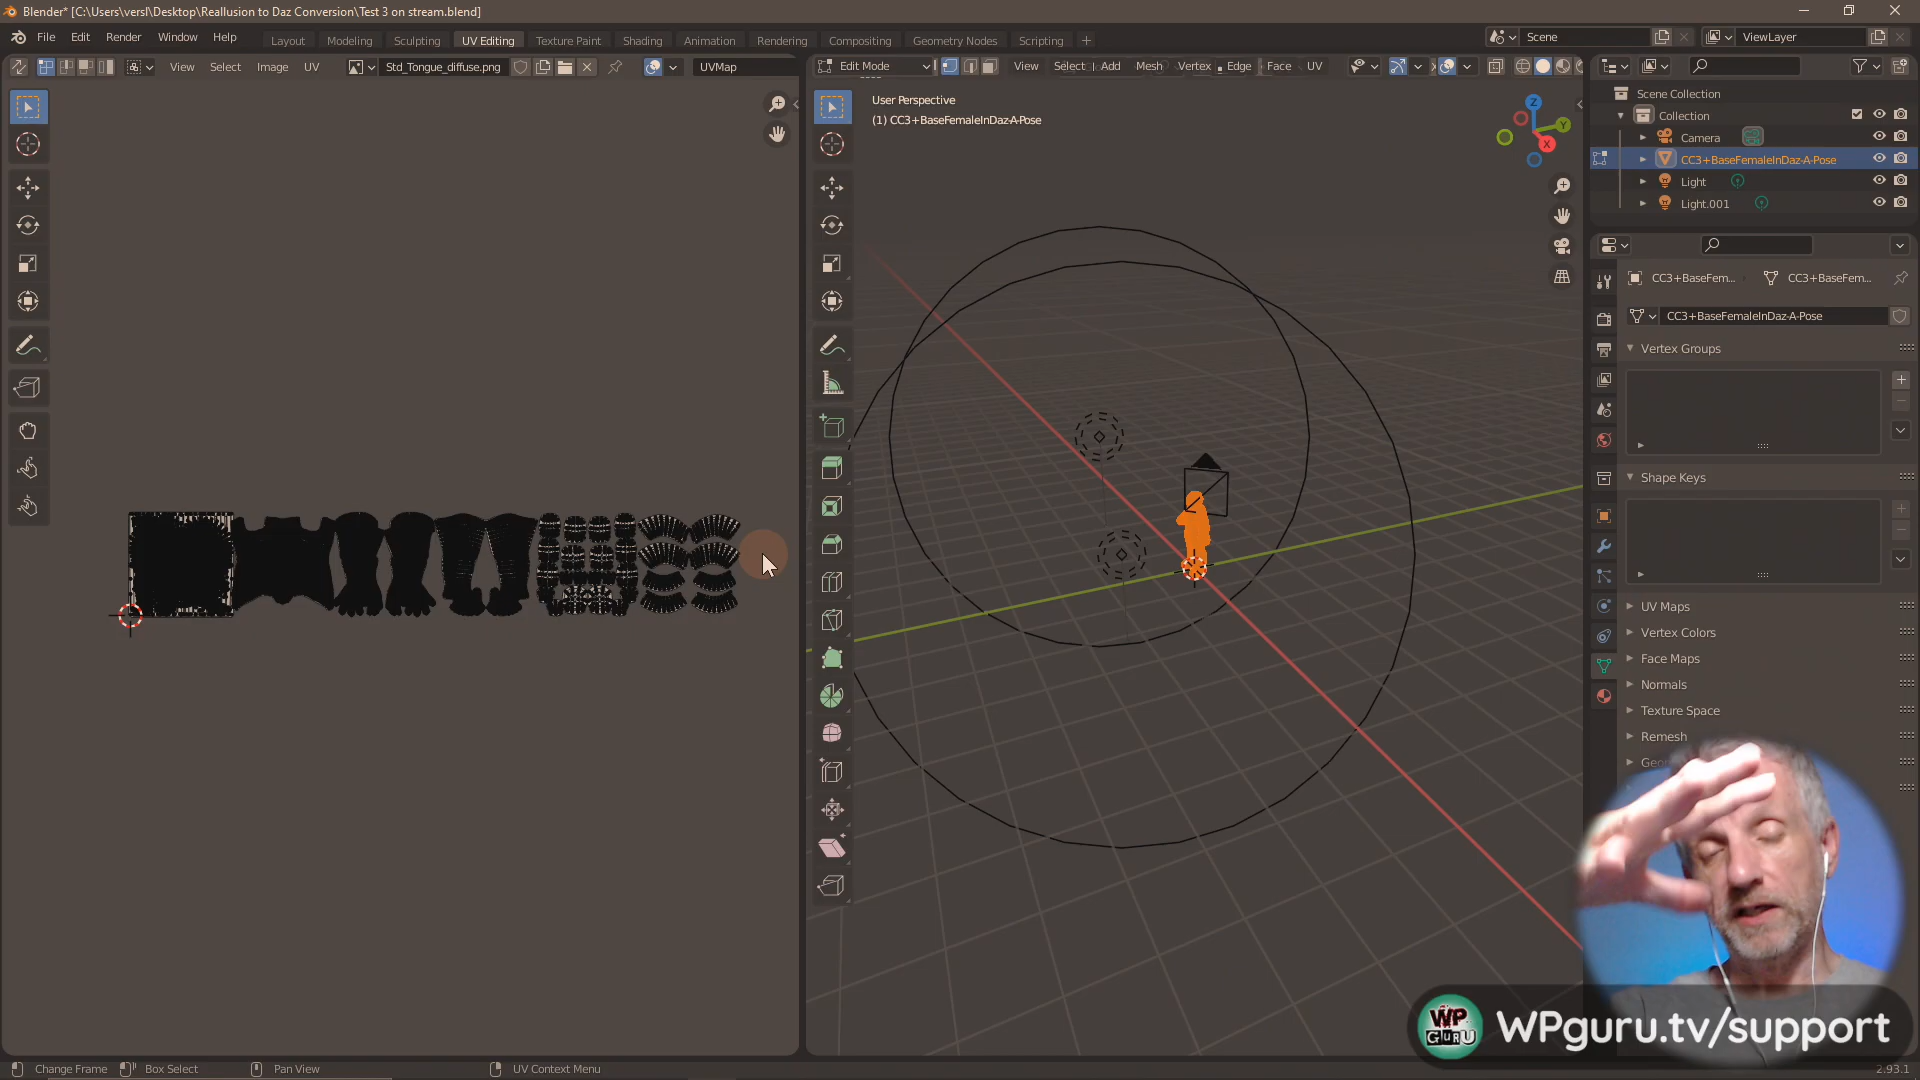 Blender* [C:\Users\versl\Desktop\Reallusion to Daz Conversion\Test 3 on stream.blend]
File Edit Render Window Help
Layout Modeling Sculpting UV Editing Texture Paint Shading Animation Rendering Compositing Geometry Nodes Scripting +
Scene
ViewLayer
View Select Image UV
Std_Tongue_diffuse.png
UVMap
Edit Mode
View Select Add Mesh Vertex Edge Face UV
User Perspective
(1) CC3+BaseFemaleInDaz-A-Pose
Z
Y
X
Scene Collection
Collection
Camera
CC3+BaseFemaleInDaz-A-Pose
Light
Light.001
CC3+BaseFem...
CC3+BaseFem...
CC3+BaseFemaleInDaz-A-Pose
Vertex Groups
Shape Keys
UV Maps
Vertex Colors
Face Maps
Normals
Texture Space
Remesh
WP
GURU
WPguru.tv/support
Change Frame
Box Select
Pan View
UV Context Menu
2.93.1